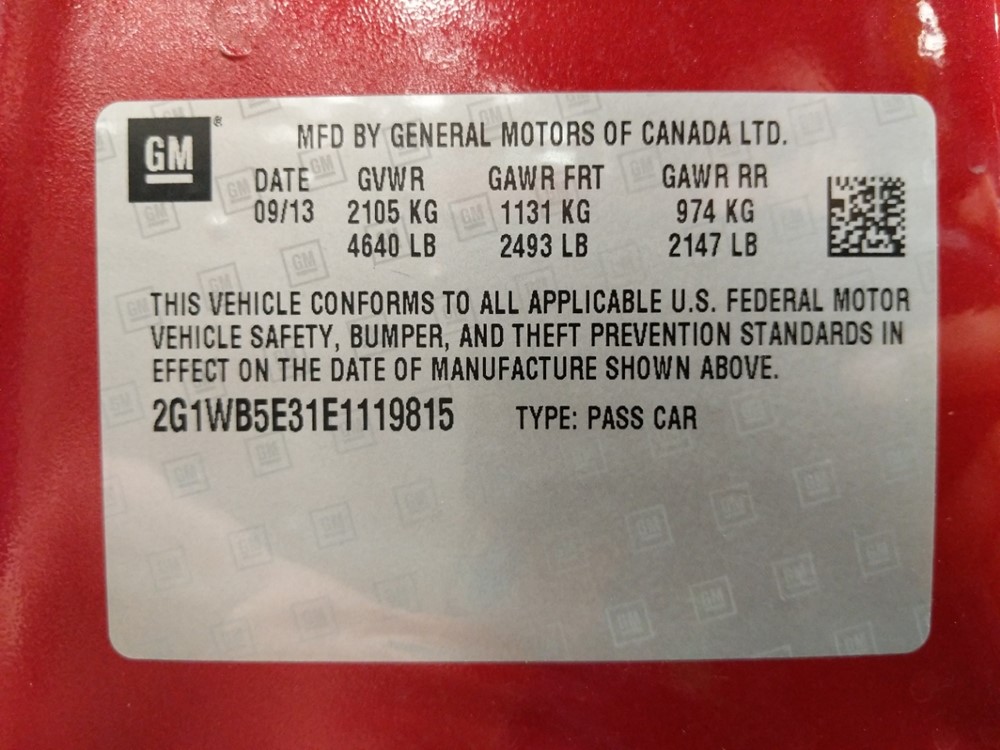 GM®
MFD BY GENERAL MOTORS OF CANADA LTD.
DATE GVWR GAWR FRT GAWR RR
09/13 2105 KG 1131 KG 974 KG
4640 LB 2493 LB 2147 LB
THIS VEHICLE CONFORMS TO ALL APPLICABLE U.S. FEDERAL MOTOR
VEHICLE SAFETY, BUMPER, AND THEFT PREVENTION STANDARDS IN
EFFECT ON THE DATE OF MANUFACTURE SHOWN ABOVE.
2G1WB5E31E1119815 TYPE: PASS CAR